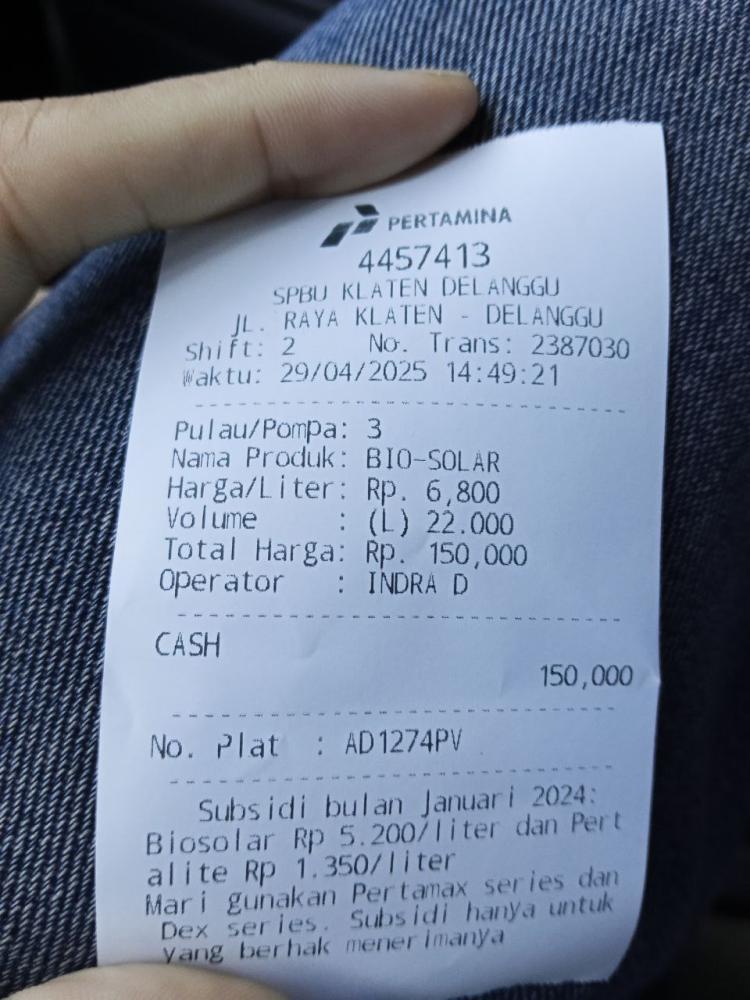 PERTAMINA
4457413
SPBU KLATEN DELANGGU
JL. RAYA KLATEN - DELANGGU
Shift: 2 No. Trans: 2387030
Waktu: 29/04/2025 14:49:21
Pulau/Pompa: 3
Nama Produk: BIO-SOLAR
Harga/Liter: Rp. 6,800
Volume : (L) 22.000
Total Harga: Rp. 150,000
Operator : INDRA D
CASH
150,000
No. Plat : AD1274PV
Subsidi bulan Januari 2024:
Biosolar Rp 5.200/liter dan Pert
alite Rp 1.350/liter
Mari gunakan Pertamax series dan
Dex series. Subsidi hanya untuk
yang berhak menerimanya